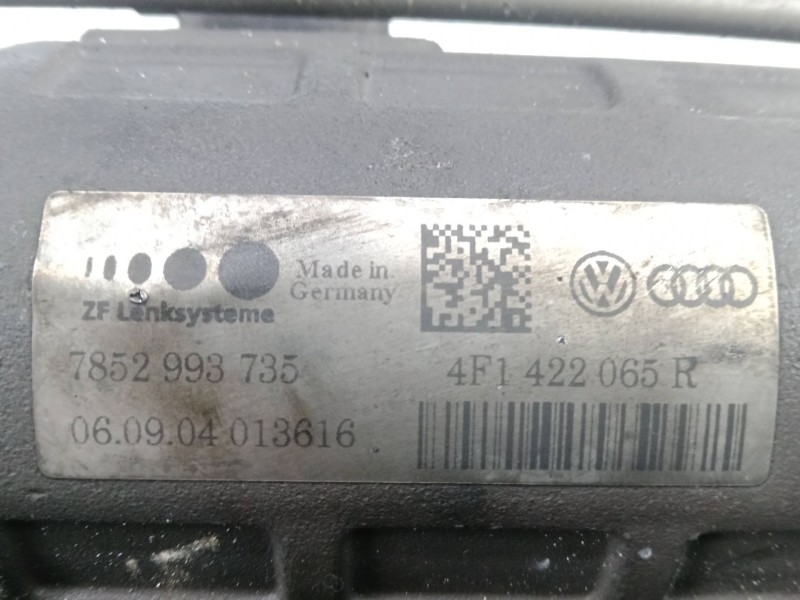 Made in
Germany
ZF Lenksysteme
7852 993 735
4F1 422 065 R
06.09.04 013616